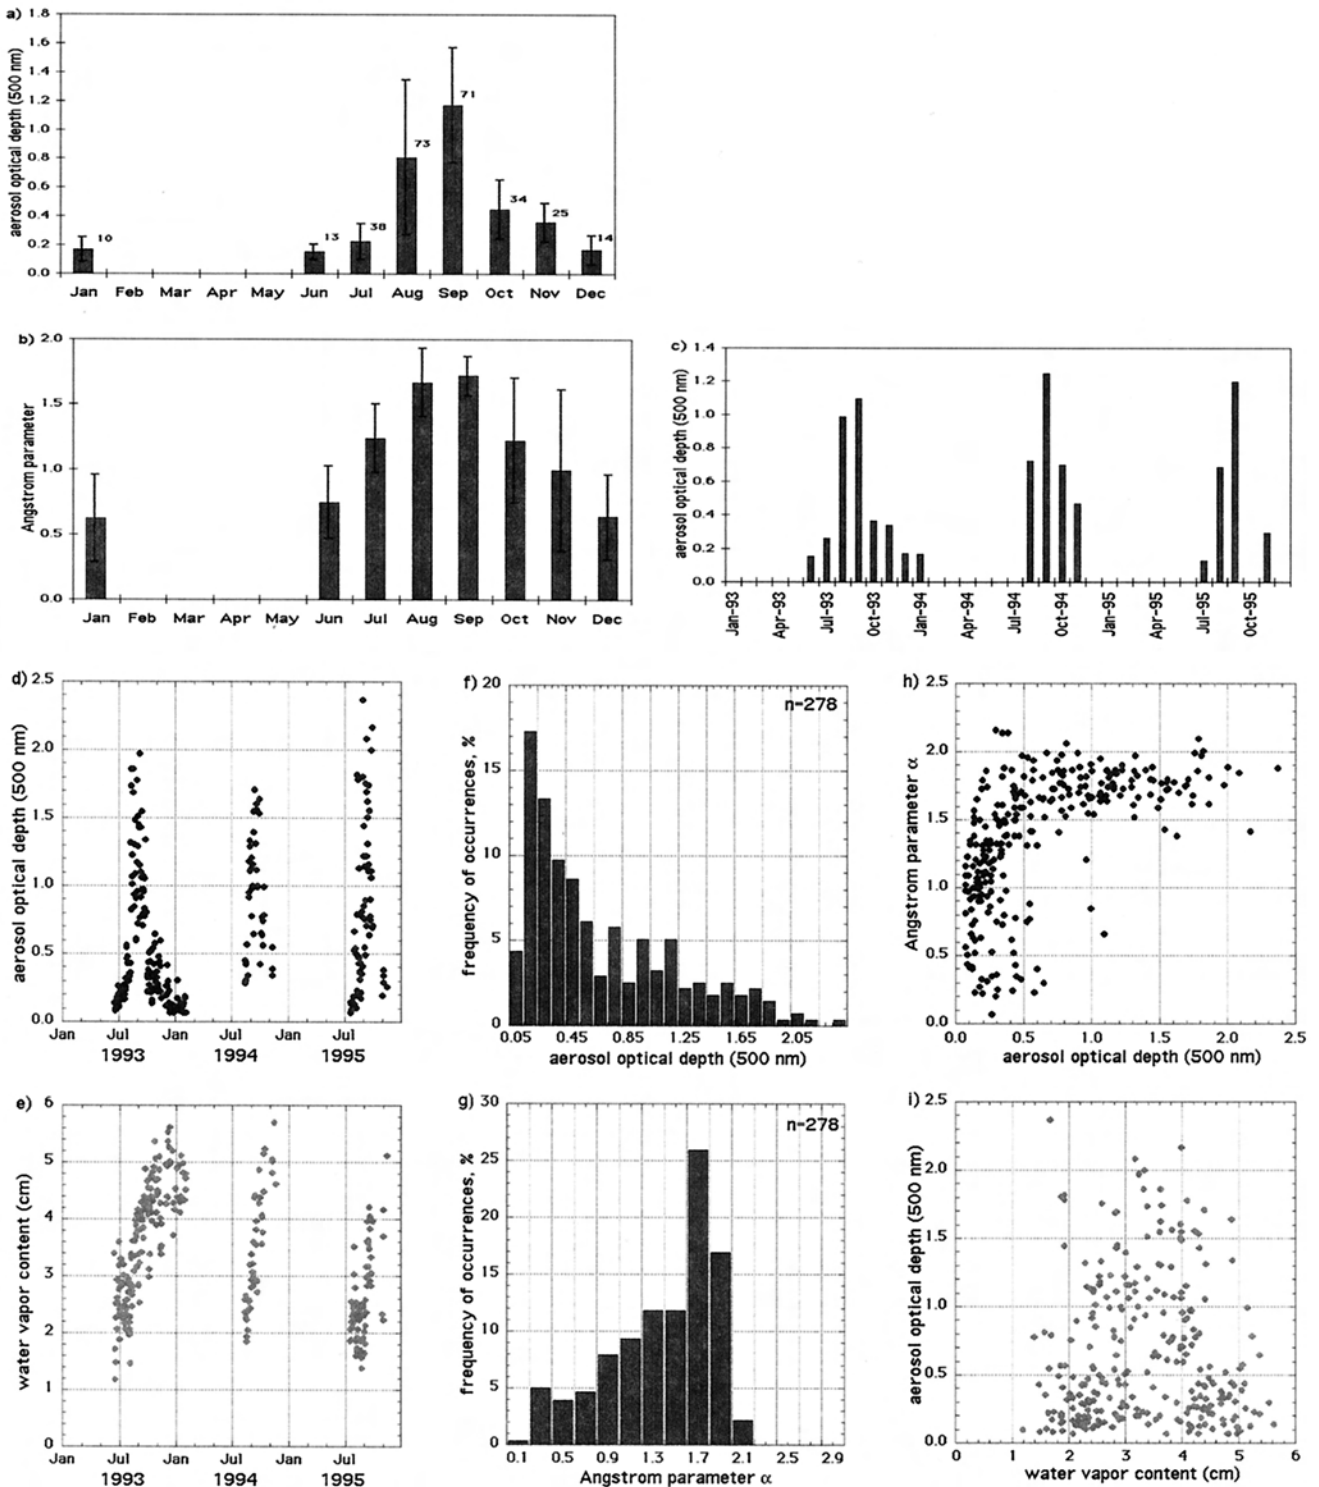 a)
aerosol optical depth (500 nm)
1.8
1.6
1.4
1.2
1.0
0.8
0.6
0.4
0.2
0.0
10
13
38
73
71
34
25
14
Jan Feb Mar Apr May Jun Jul Aug Sep Oct Nov Dec
b)
Angstrom parameter
2.0
1.5
1.0
0.5
0.0
Jan Feb Mar Apr May Jun Jul Aug Sep Oct Nov Dec
c)
aerosol optical depth (500 nm)
1.4
1.2
1.0
0.8
0.6
0.4
0.2
0.0
Jan-93 Apr-93 Jul-93 Oct-93 Jan-94 Apr-94 Jul-94 Oct-94 Jan-95 Apr-95 Jul-95 Oct-95
d)
aerosol optical depth (500 nm)
2.5
2.0
1.5
1.0
0.5
0.0
Jan Jul Jan Jul Jan Jul
1993 1994 1995
f)
frequency of occurrences, %
20
15
10
5
0
n-278
0.05 0.45 0.85 1.25 1.65 2.05
aerosol optical depth (500 nm)
h)
Angstrom parameter α
2.5
2.0
1.5
1.0
0.5
0.0
0.0 0.5 1.0 1.5 2.0 2.5
aerosol optical depth (500 nm)
e)
water vapor content (cm)
6
5
4
3
2
1
0
Jan Jul Jan Jul Jan Jul
1993 1994 1995
g)
frequency of occurrences, %
30
25
20
15
10
5
0
n-278
0.1 0.5 0.9 1.3 1.7 2.1 2.5 2.9
Angstrom parameter α
i)
aerosol optical depth (500 nm)
2.5
2.0
1.5
1.0
0.5
0.0
0 1 2 3 4 5 6
water vapor content (cm)